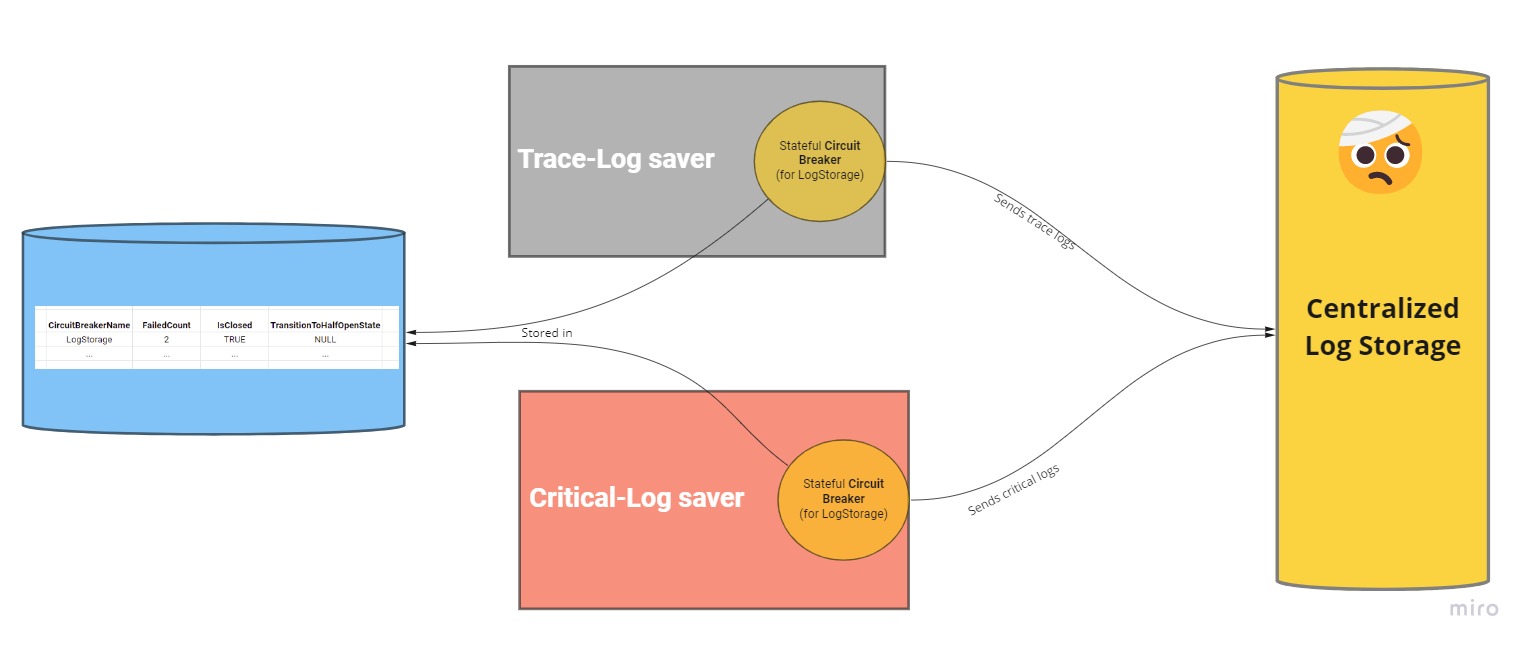 Trace-Log saver
Stateful Circuit
Breaker
(for LogStorage)
Sends trace logs
CircuitBreakerName FailedCount IsClosed TransitionToHalfOpenState
LogStorage 2 TRUE NULL
... ... ... ...
Stored in
Critical-Log saver
Stateful Circuit
Breaker
(for LogStorage)
Sends critical logs
Centralized
Log Storage
miro